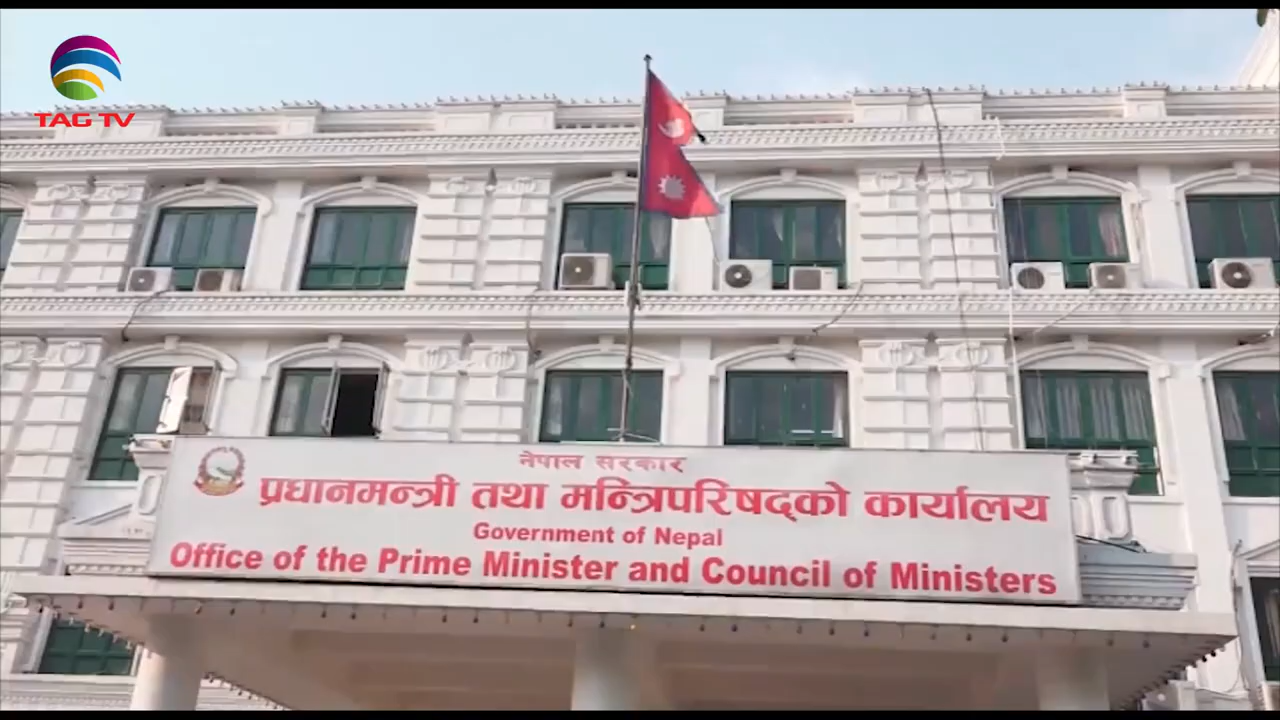 TAG TV
नेपाल सरकार
प्रधानमन्त्री तथा मन्त्रिपरिषद्को कार्यालय
Government of Nepal
Office of the Prime Minister and Council of Ministers